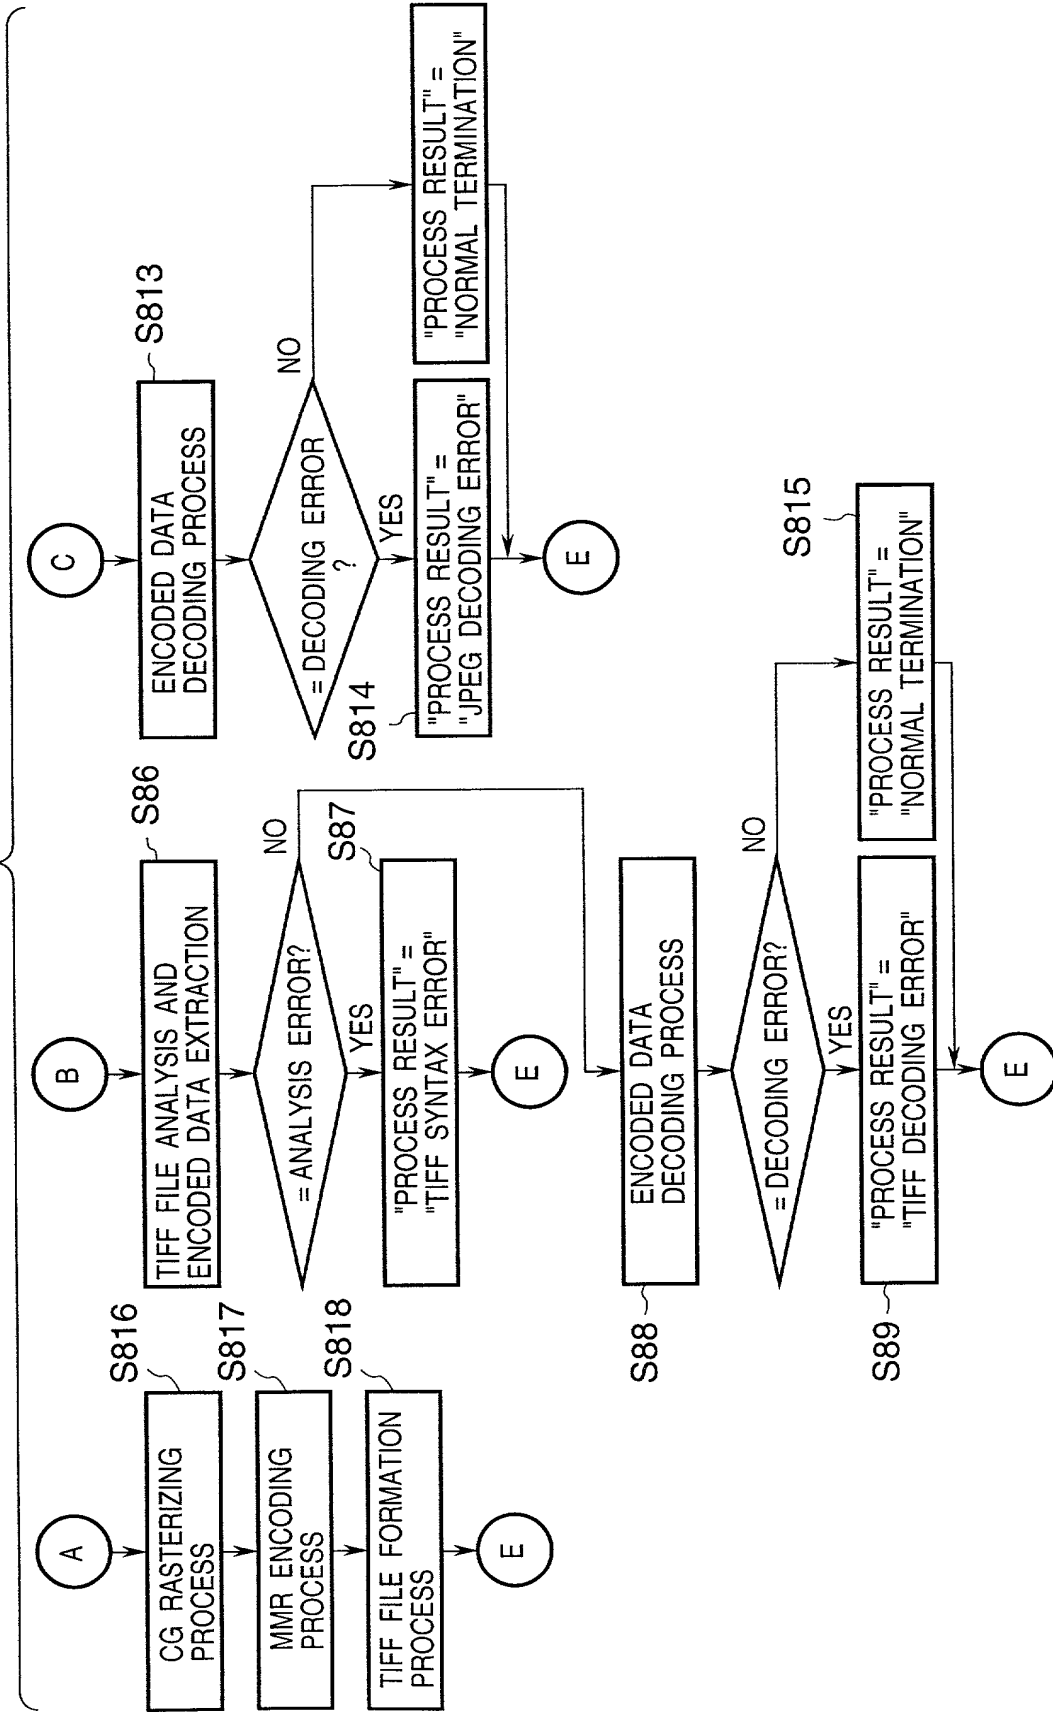 A
S816
CG RASTERIZING
PROCESS
S817
MMR ENCODING
PROCESS
S818
TIFF FILE FORMATION
PROCESS
E
B
S86
TIFF FILE ANALYSIS AND
ENCODED DATA EXTRACTION
= ANALYSIS ERROR?
NO
YES
S87
"PROCESS RESULT" =
"TIFF SYNTAX ERROR"
E
S88
ENCODED DATA
DECODING PROCESS
= DECODING ERROR?
NO
YES
S89
"PROCESS RESULT" =
"TIFF DECODING ERROR"
S815
"PROCESS RESULT" =
"NORMAL TERMINATION"
E
C
S813
ENCODED DATA
DECODING PROCESS
= DECODING ERROR
?
NO
YES
S814
"PROCESS RESULT" =
"JPEG DECODING ERROR"
"PROCESS RESULT" =
"NORMAL TERMINATION"
E